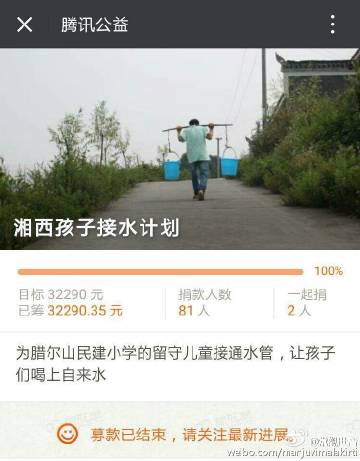 腾讯公益
湘西孩子接水计划
100%
目标 32290 元
已筹 32290.35 元
捐款人数
81 人
一起捐
2 人
为腊尔山民建小学的留守儿童接通水管，让孩子
们喝上自来水
募款已结束，请关注最新进展。
weibo.com/marjuvimalakirti